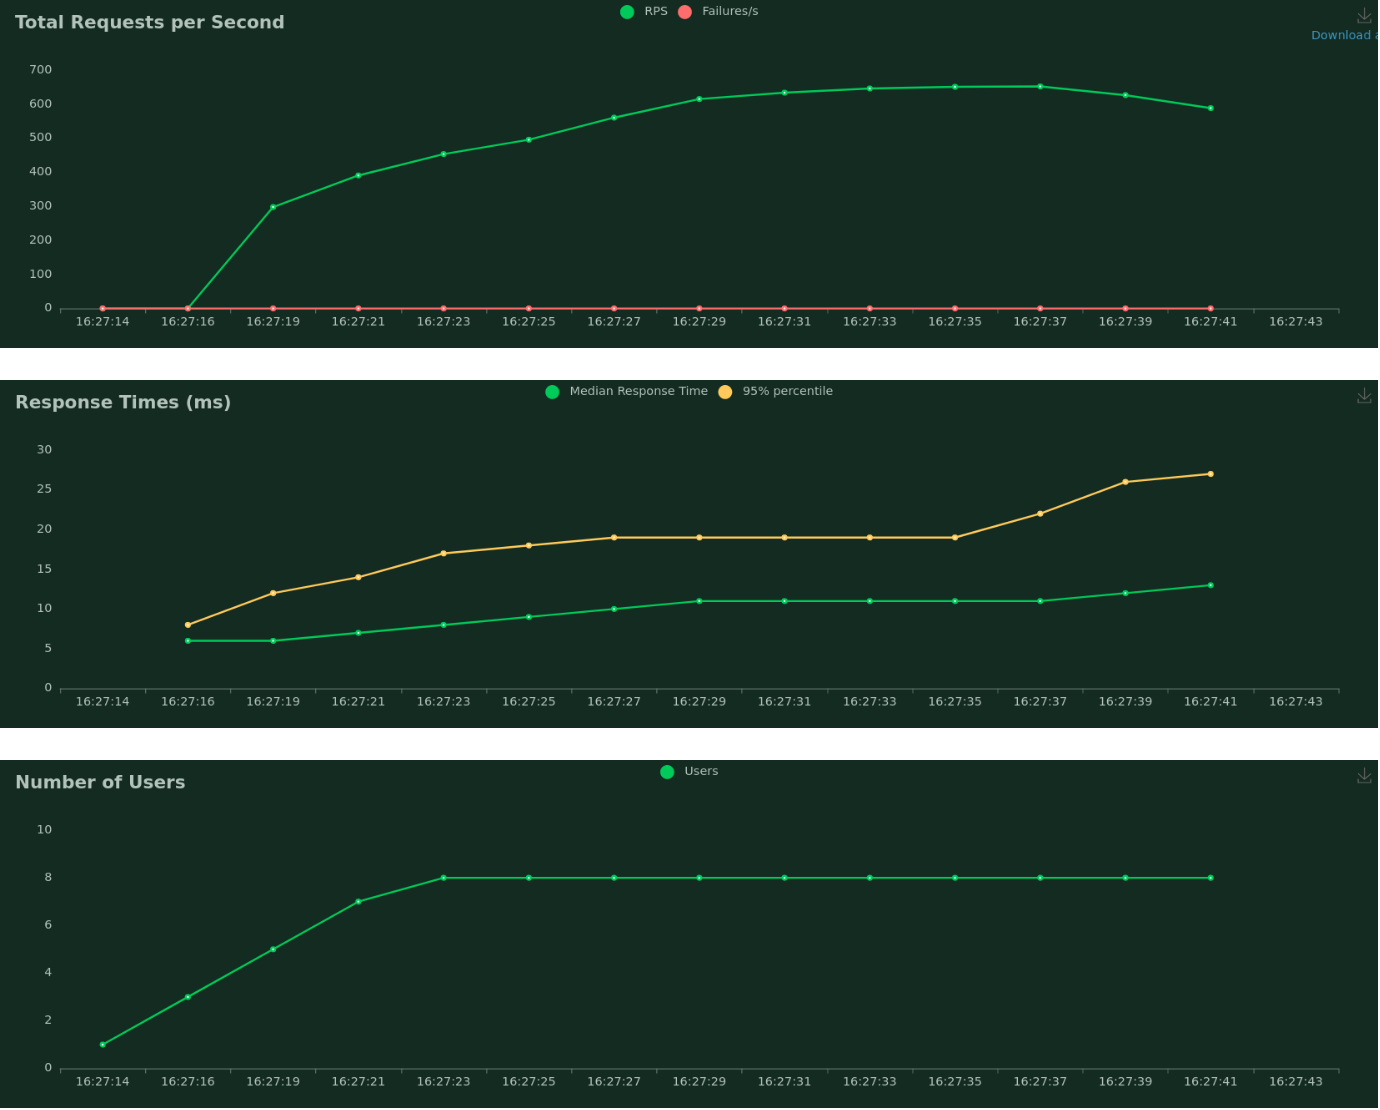 Total Requests per Second
RPS Failures/s
Download a
700
600
500
400
300
200
100
0
16:27:14 16:27:16 16:27:19 16:27:21 16:27:23 16:27:25 16:27:27 16:27:29 16:27:31 16:27:33 16:27:35 16:27:37 16:27:39 16:27:41 16:27:43
Response Times (ms)
Median Response Time 95% percentile
30
25
20
15
10
5
0
16:27:14 16:27:16 16:27:19 16:27:21 16:27:23 16:27:25 16:27:27 16:27:29 16:27:31 16:27:33 16:27:35 16:27:37 16:27:39 16:27:41 16:27:43
Number of Users
Users
10
8
6
4
2
0
16:27:14 16:27:16 16:27:19 16:27:21 16:27:23 16:27:25 16:27:27 16:27:29 16:27:31 16:27:33 16:27:35 16:27:37 16:27:39 16:27:41 16:27:43